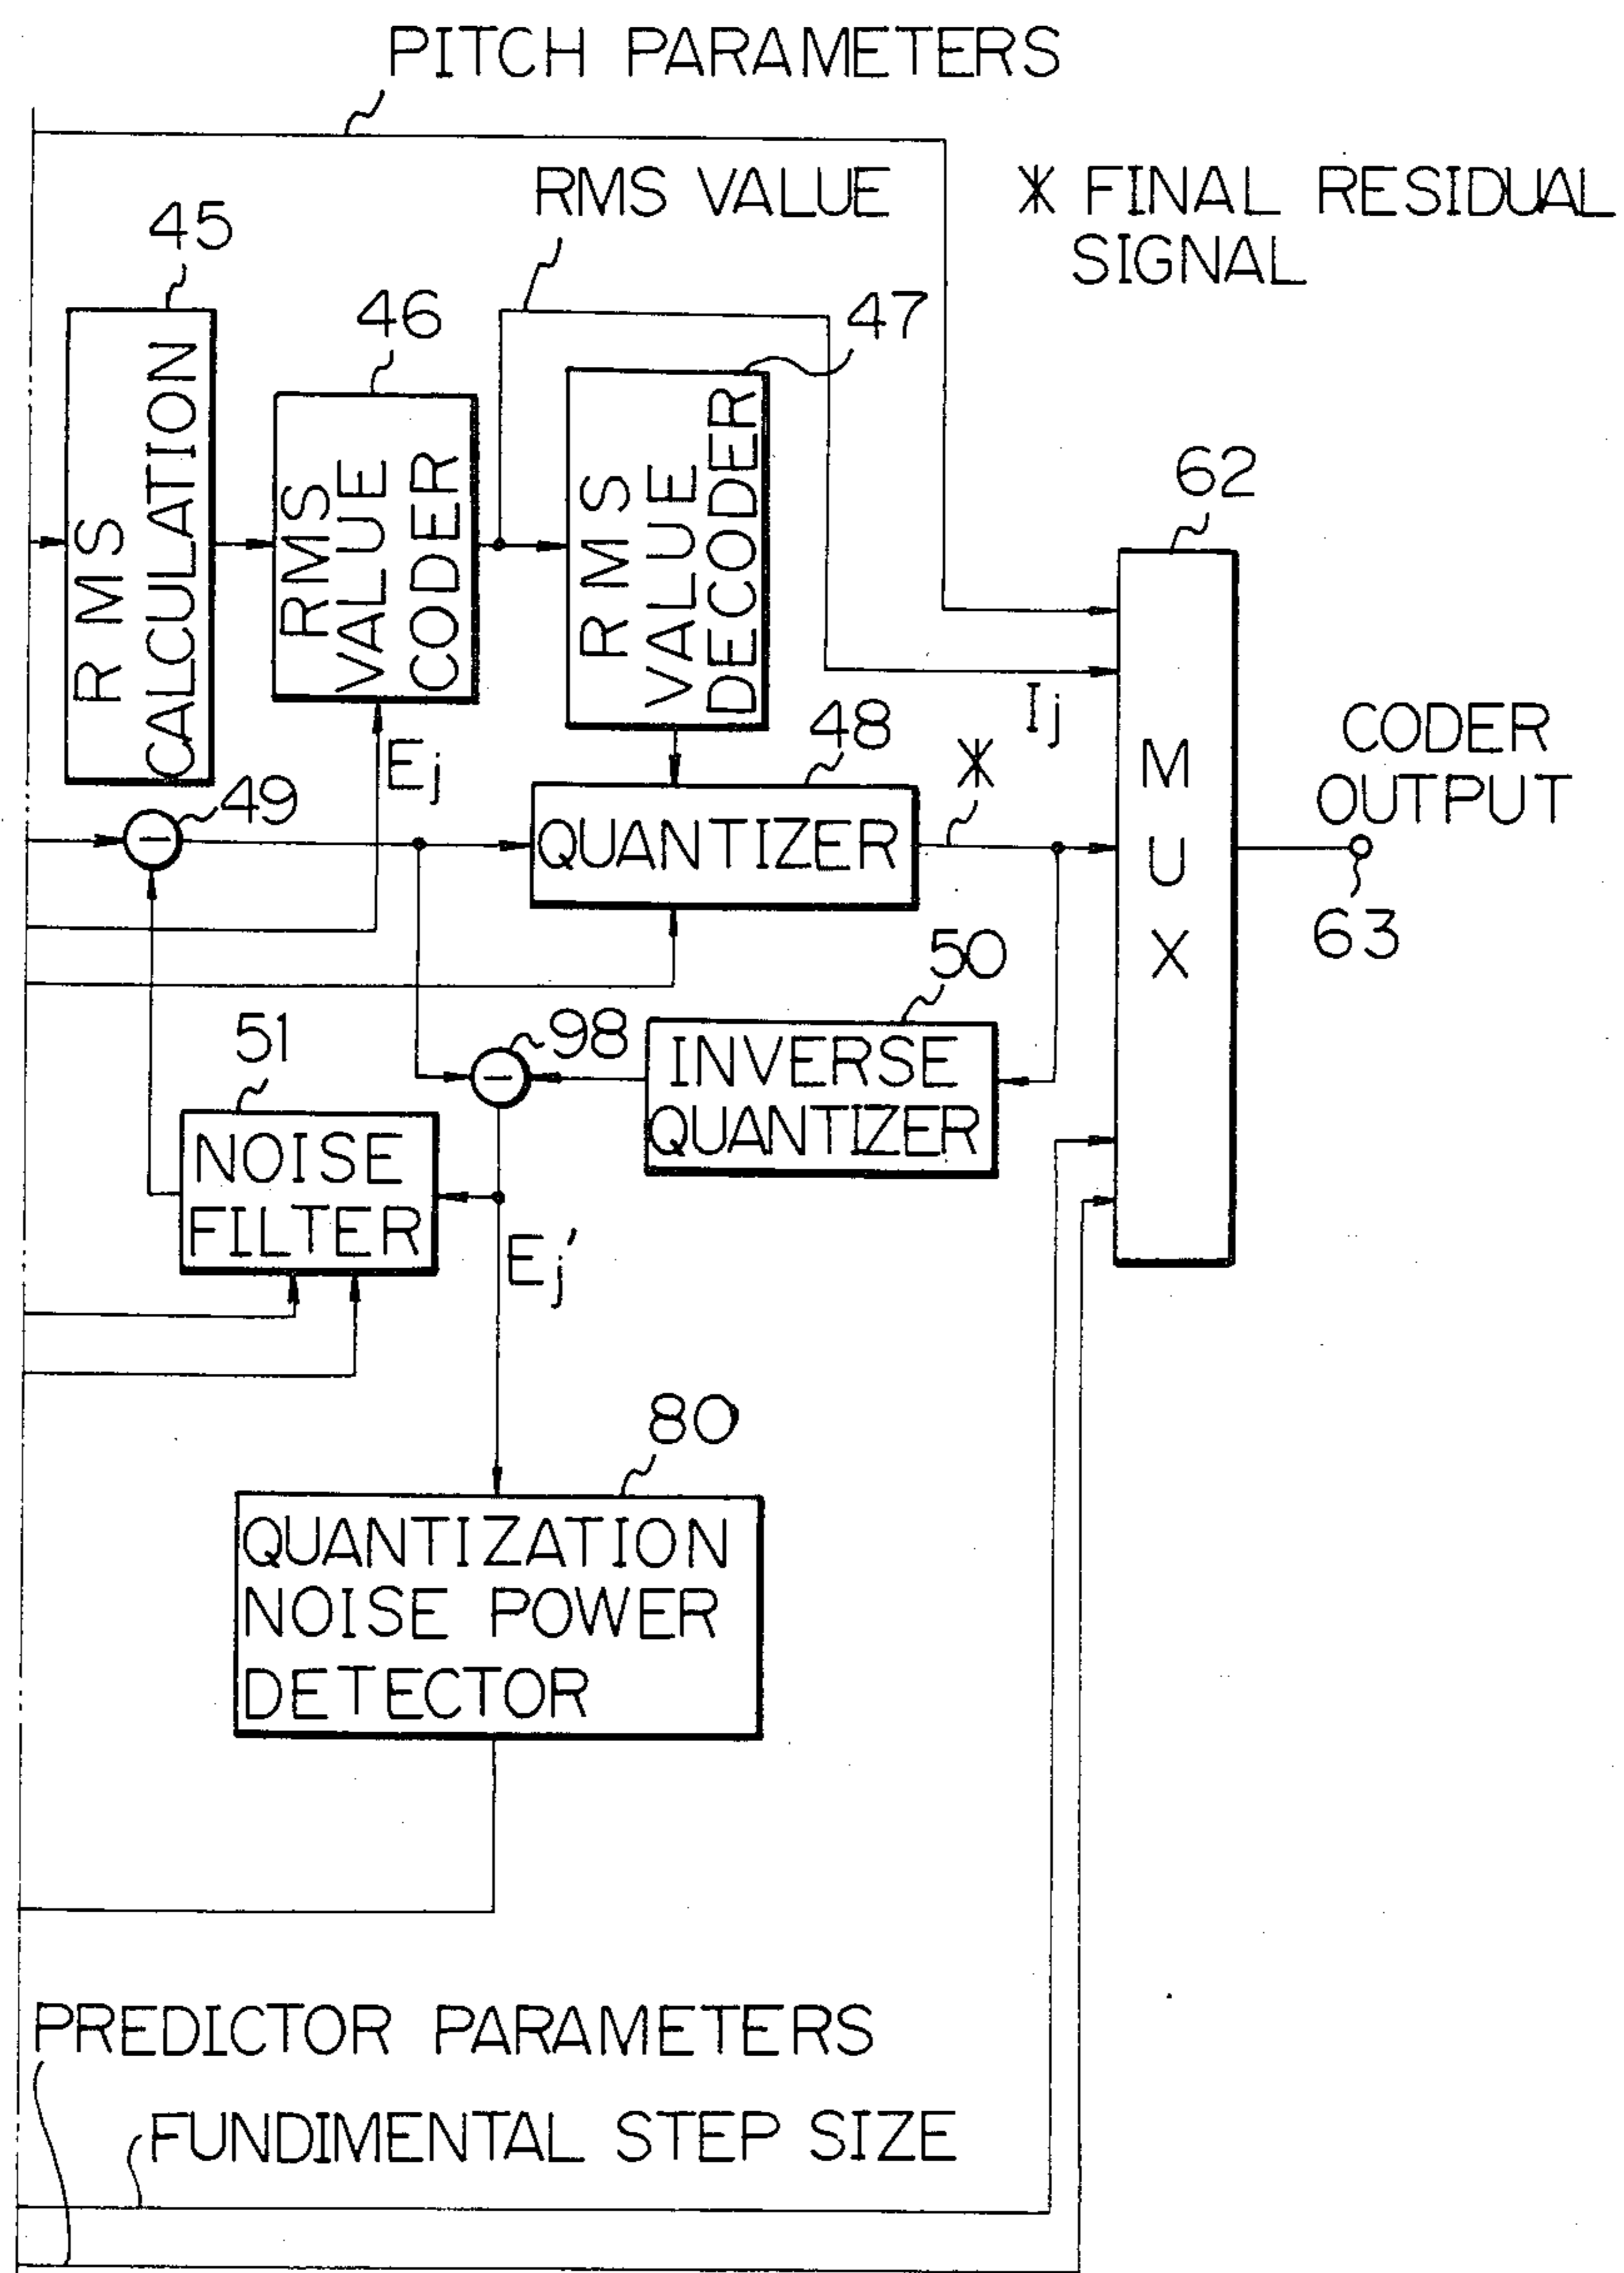 PITCH PARAMETERS
RMS VALUE
* FINAL RESIDUAL
SIGNAL
45
46
47
RMS
CALCULATION
RMS
VALUE
CODER
RMS
VALUE
DECODER
62
Ij
Ej
48
*
CODER
OUTPUT
49
QUANTIZER
MUX
63
50
51
98
INVERSE
QUANTIZER
NOISE
FILTER
Ej'
80
QUANTIZATION
NOISE POWER
DETECTOR
PREDICTOR PARAMETERS
FUNDIMENTAL STEP SIZE